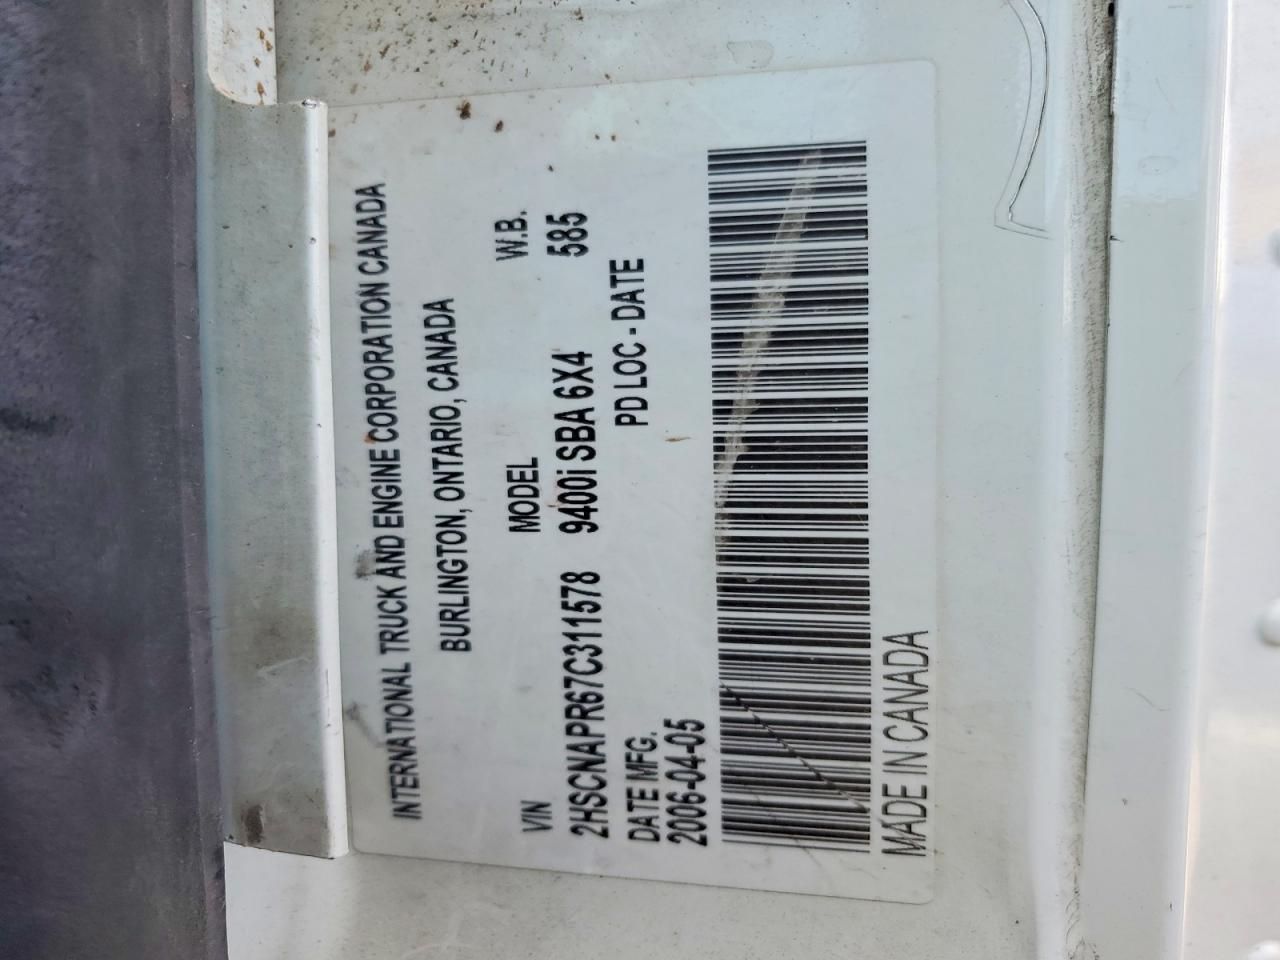 INTERNATIONAL TRUCK AND ENGINE CORPORATION CANADA
BURLINGTON, ONTARIO, CANADA
VIN MODEL W.B.
2HSCNAPR67C311578 9400i SBA 6X4 585
DATE MFG. PD LOC - DATE
2006-04-05
MADE IN CANADA